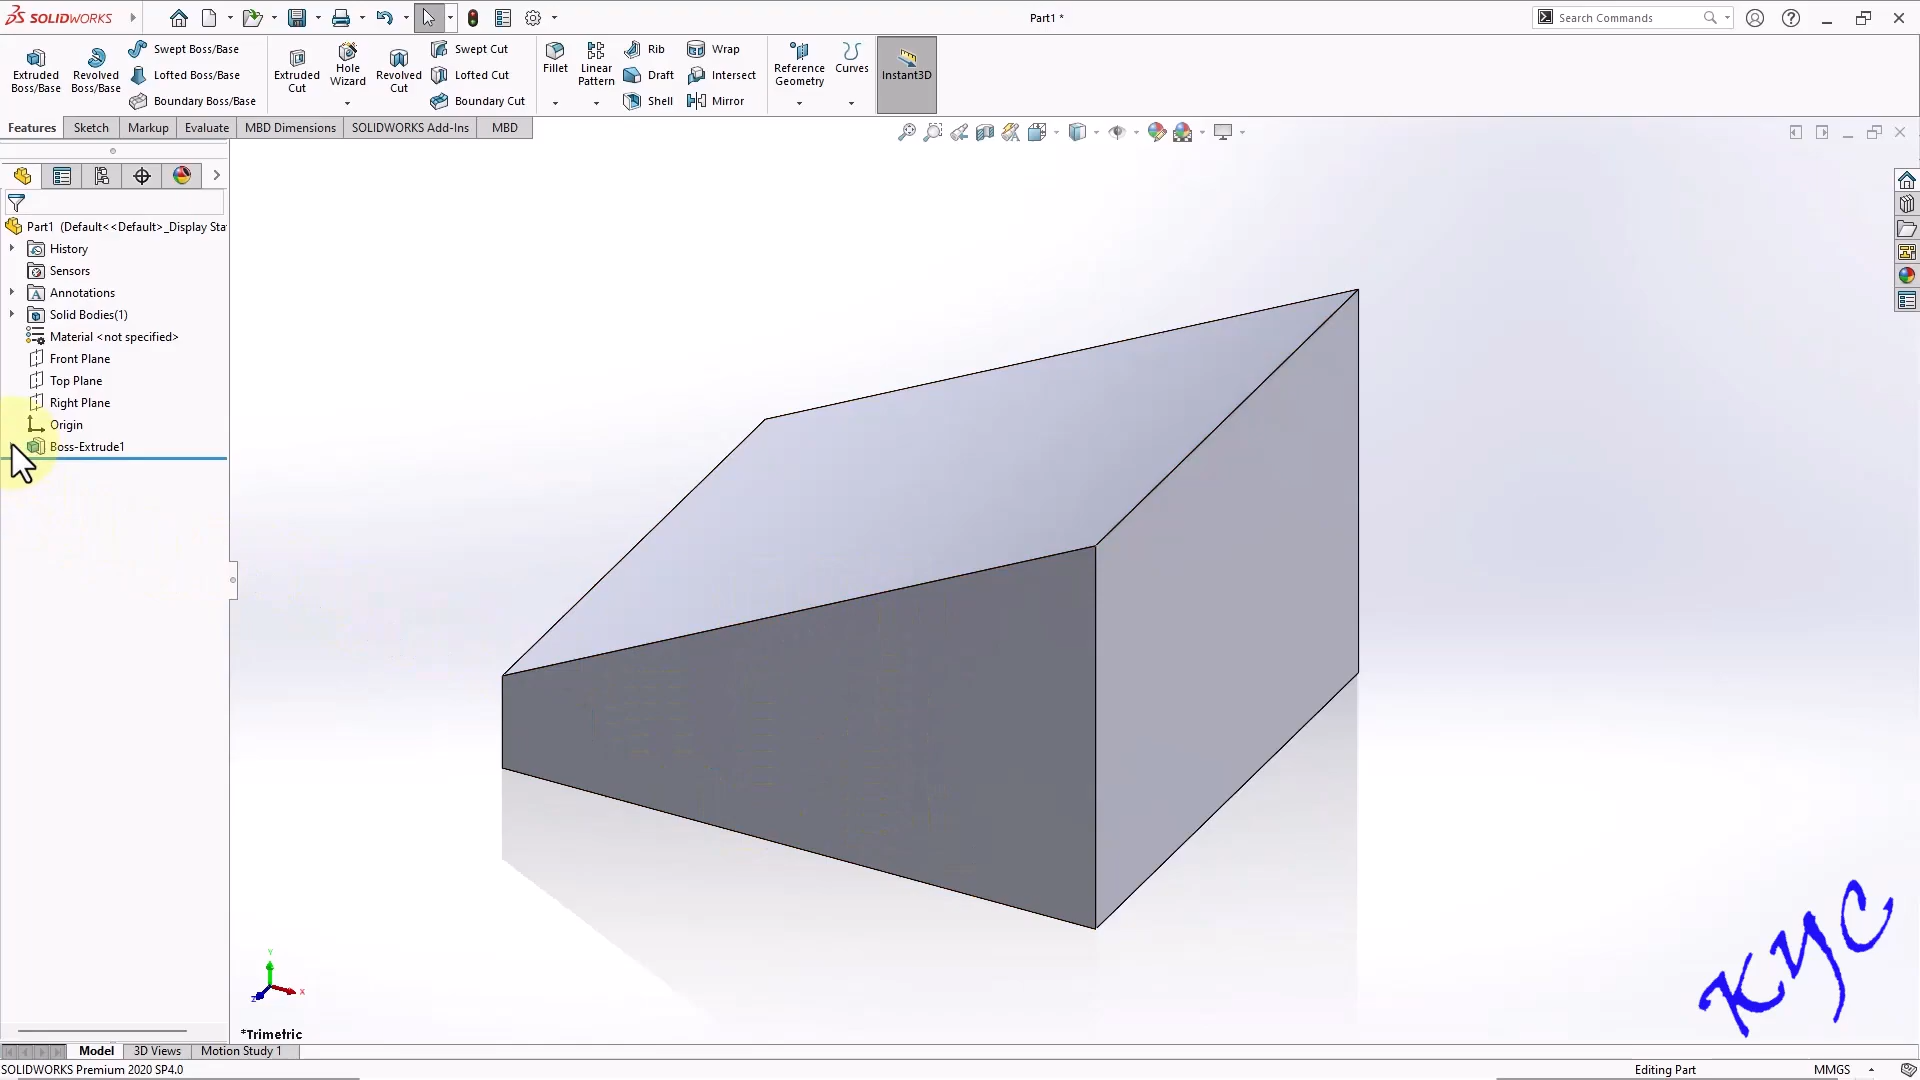 SOLIDWORKS
Part1 *
Search Commands
Extruded Boss/Base
Revolved Boss/Base
Swept Boss/Base
Lofted Boss/Base
Boundary Boss/Base
Extruded Cut
Hole Wizard
Revolved Cut
Swept Cut
Lofted Cut
Boundary Cut
Fillet
Linear Pattern
Rib
Draft
Shell
Wrap
Intersect
Mirror
Reference Geometry
Curves
Instant3D
Features
Sketch
Markup
Evaluate
MBD Dimensions
SOLIDWORKS Add-Ins
MBD
Part1 (Default<<Default>_Display Sta
History
Sensors
Annotations
Solid Bodies(1)
Material <not specified>
Front Plane
Top Plane
Right Plane
Origin
Boss-Extrude1
Y
X
Z
*Trimetric
KYC
Model
3D Views
Motion Study 1
SOLIDWORKS Premium 2020 SP4.0
Editing Part
MMGS